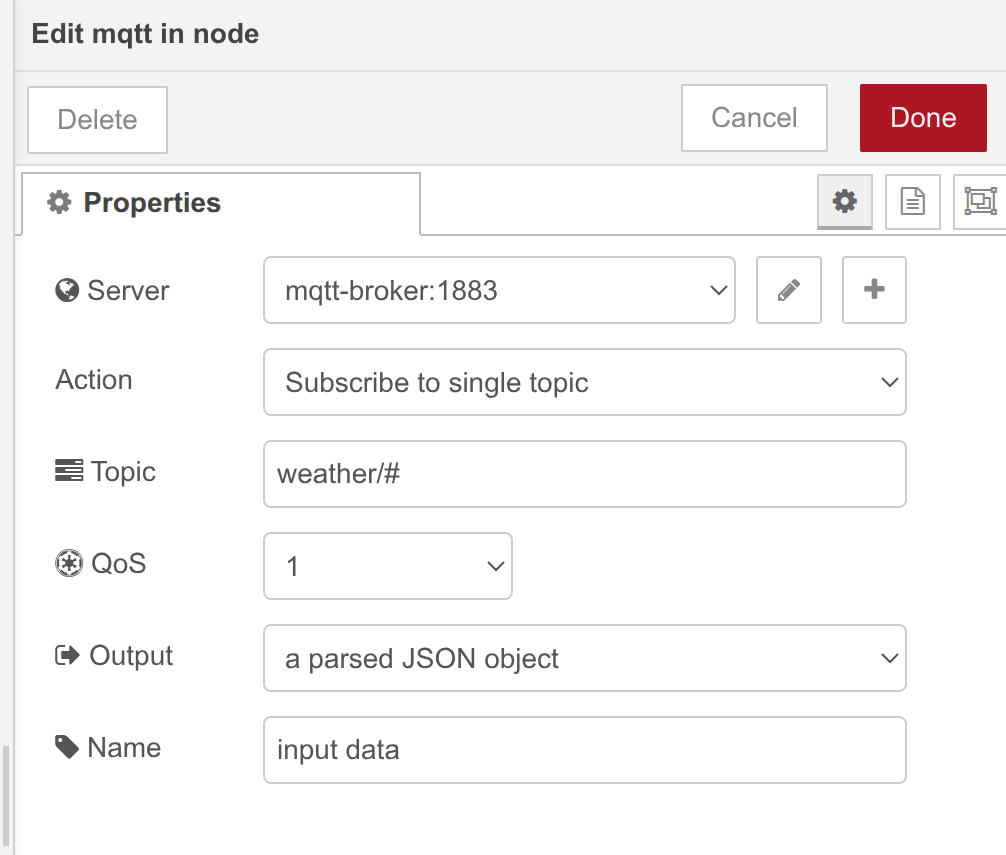 Edit mqtt in node
Delete Cancel Done
Properties
Server mqtt-broker:1883
Action Subscribe to single topic
Topic weather/#
QoS 1
Output a parsed JSON object
Name input data